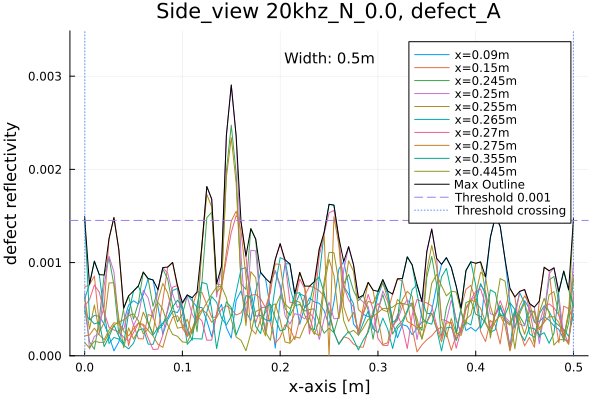 Side_view 20khz_N_0.0, defect_A
Width: 0.5m
x=0.09m
x=0.15m
x=0.245m
x=0.25m
x=0.255m
x=0.265m
x=0.27m
x=0.275m
x=0.355m
x=0.445m
Max Outline
Threshold 0.001
Threshold crossing
defect reflectivity
0.003
0.002
0.001
0.000
0.0 0.1 0.2 0.3 0.4 0.5
x-axis [m]